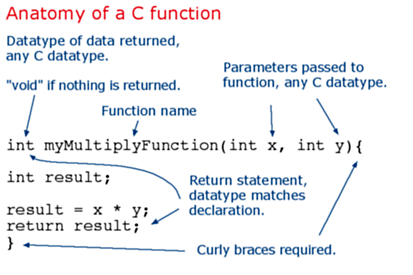 Anatomy of a C function
Datatype of data returned,
any C datatype.
"void" if nothing is returned.
Parameters passed to
function, any C datatype.
Function name
int myMultiplyFunction(int x, int y){
int result;
Return statement,
datatype matches
declaration.
result = x * y;
return result;
}
Curly braces required.